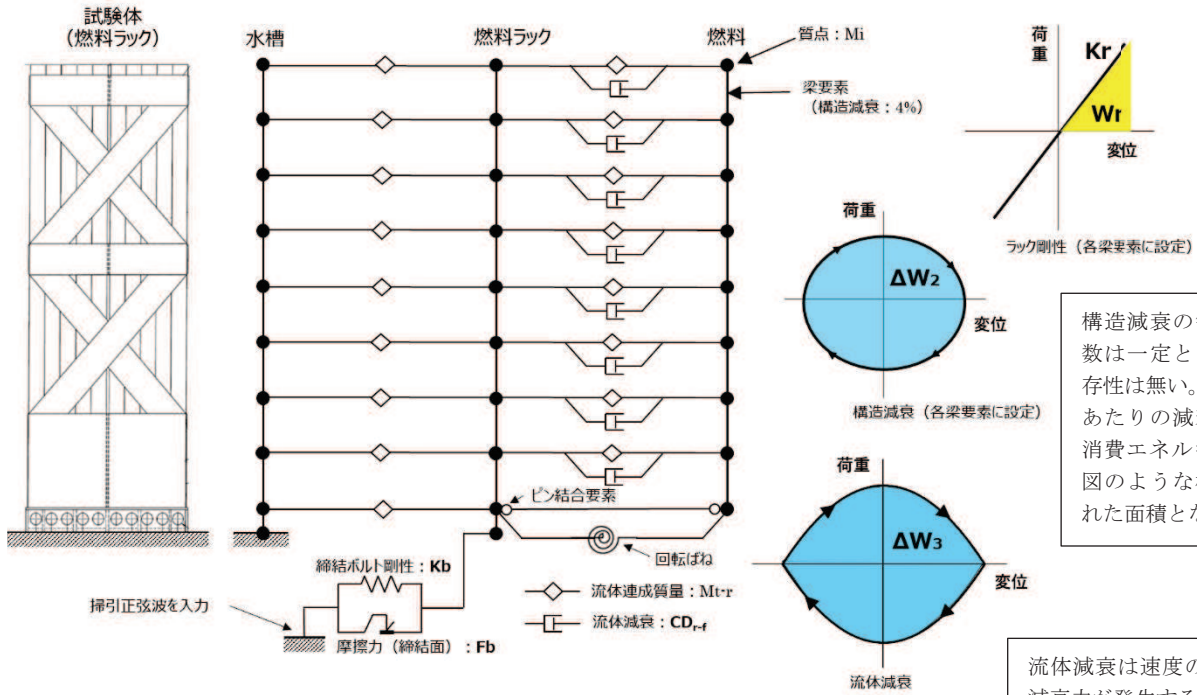 試験体
(燃料ラック)
水槽
燃料ラック
燃料
質点：Mi
梁要素
(構造減衰：4%)
荷重
Kr
Wr
変位
ラック剛性（各梁要素に設定）
荷重
ΔW₂
変位
構造減衰（各梁要素に設定）
構造減衰の
数は一定と
存性は無い。
あたりの減
消費エネル
図のような
れた面積とな
荷重
ΔW₃
変位
流体減衰
流体減衰は速度の
ピン結合要素
回転ばね
締結ボルト剛性：Kb
掃引正弦波を入力
摩擦力（締結面）：Fb
流体連成質量：Mt-r
流体減衰：CDr-f